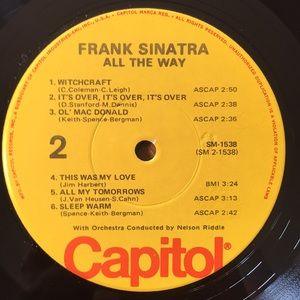 FRANK SINATRA
ALL THE WAY
1. WITCHCRAFT
(C.Coleman-C.Leigh) ASCAP 2:50
2. IT'S OVER, IT'S OVER, IT'S OVER
(D.Stanford-M.Dennis) ASCAP 2:38
3. OL' MAC DONALD
(Keith-Spence-Bergman) ASCAP 2:36
2
SM-1538
(SM 2-1538)
4. THIS WAS MY LOVE
(Jim Harbert) BMI 3:24
5. ALL MY TOMORROWS
(J.Van Heusen-S.Cahn) ASCAP 3:13
6. SLEEP WARM
(Spence-Keith-Bergman) ASCAP 2:42
With Orchestra Conducted by Nelson Riddle
Capitol®